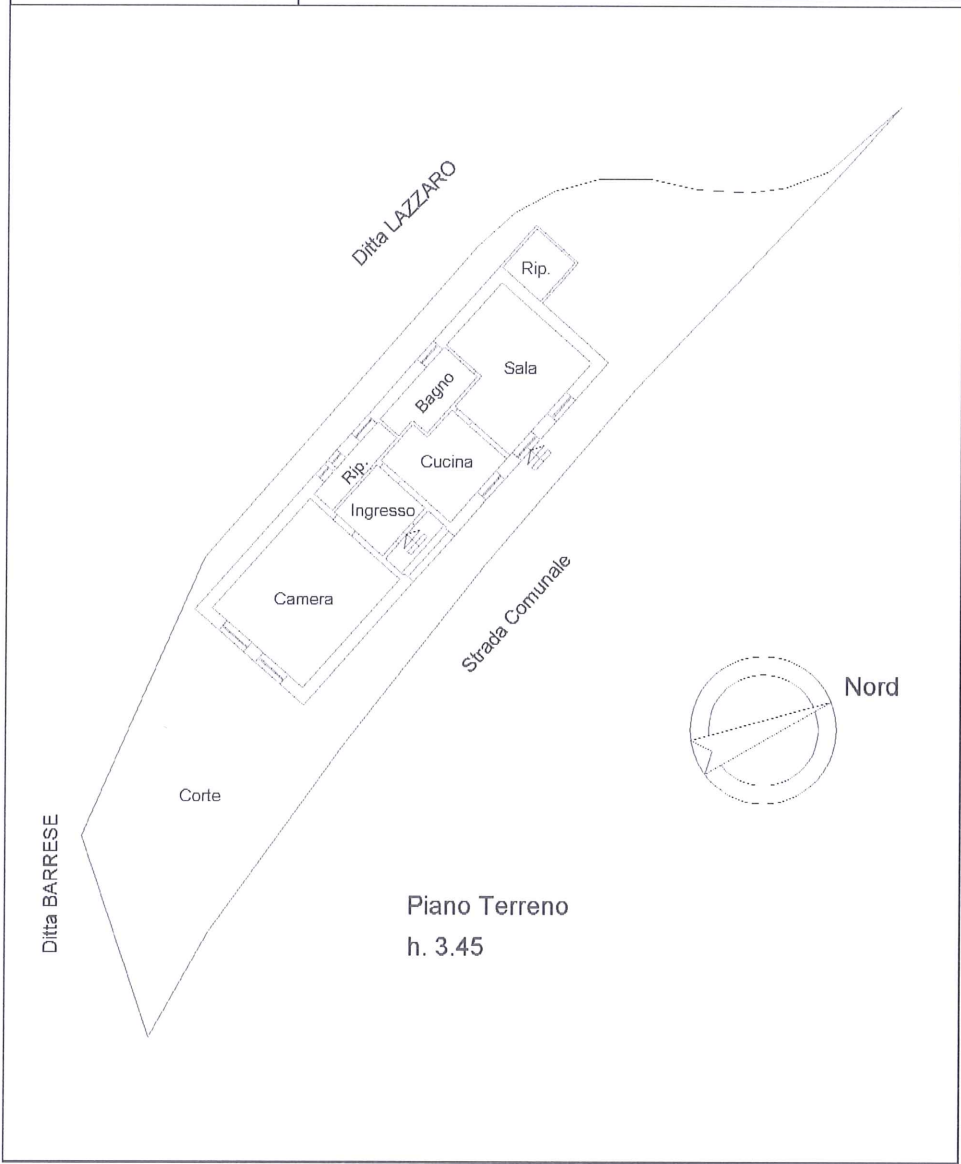 Ditta LAZZARO
Rip.
Sala
Bagno
Cucina
Rip.
Ingresso
Camera
Strada Comunale
Nord
Corte
Ditta BARRESE
Piano Terreno
h. 3.45